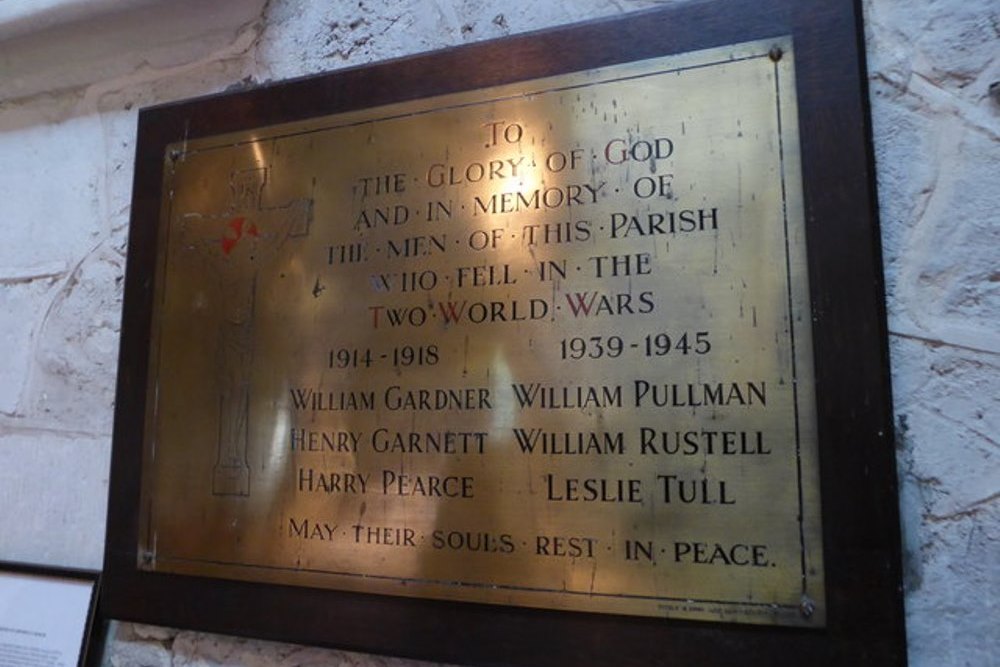 TO
THE · GLORY · OF · GOD
AND · IN · MEMORY · OF
THE · MEN · OF · THIS · PARISH
WHO · FELL · IN · THE
TWO · WORLD · WARS
1914-1918 1939-1945
WILLIAM GARDNER WILLIAM PULLMAN
HENRY GARNETT WILLIAM RUSTELL
HARRY PEARCE LESLIE TULL
MAY · THEIR · SOULS · REST · IN · PEACE.